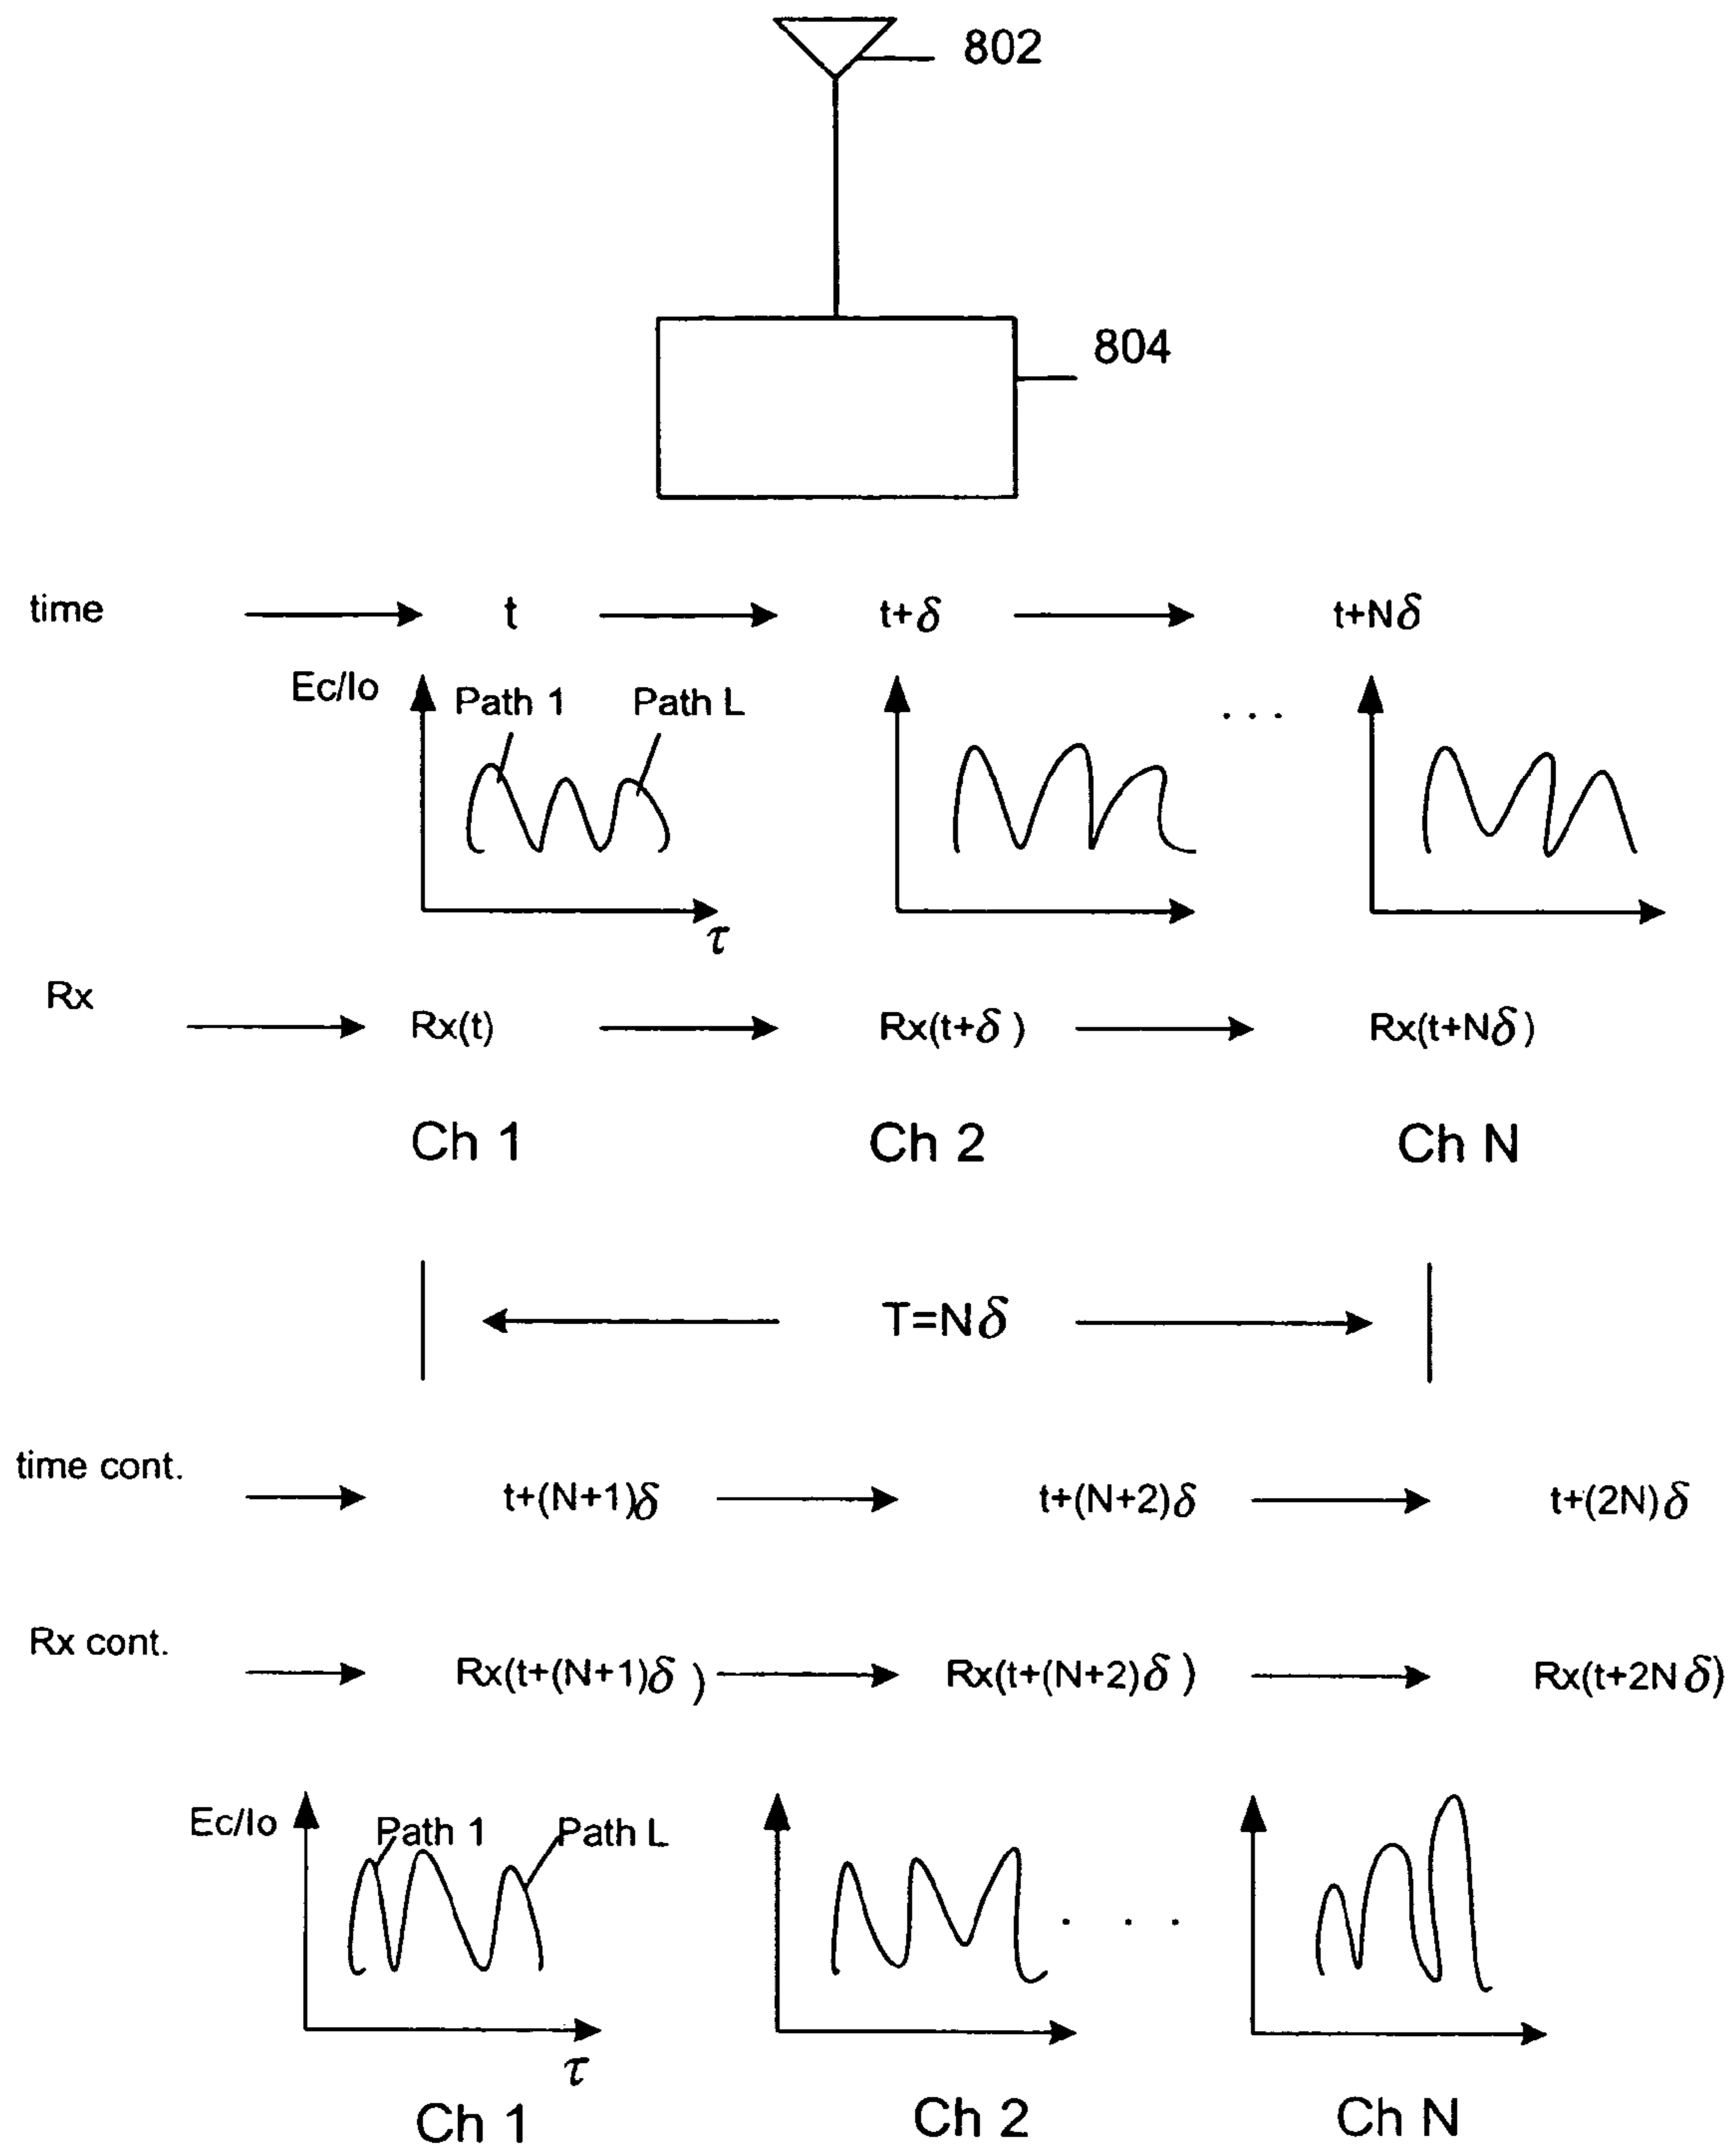 802
804
time t t+δ t+Nδ
Ec/Io Path 1 Path L . . .
τ
Rx Rx(t) Rx(t+δ ) Rx(t+Nδ )
Ch 1 Ch 2 Ch N
T=Nδ
time cont. t+(N+1)δ t+(N+2)δ t+(2N)δ
Rx cont. Rx(t+(N+1)δ ) Rx(t+(N+2)δ ) Rx(t+2Nδ)
Ec/Io Path 1 Path L . . .
τ
Ch 1 Ch 2 Ch N